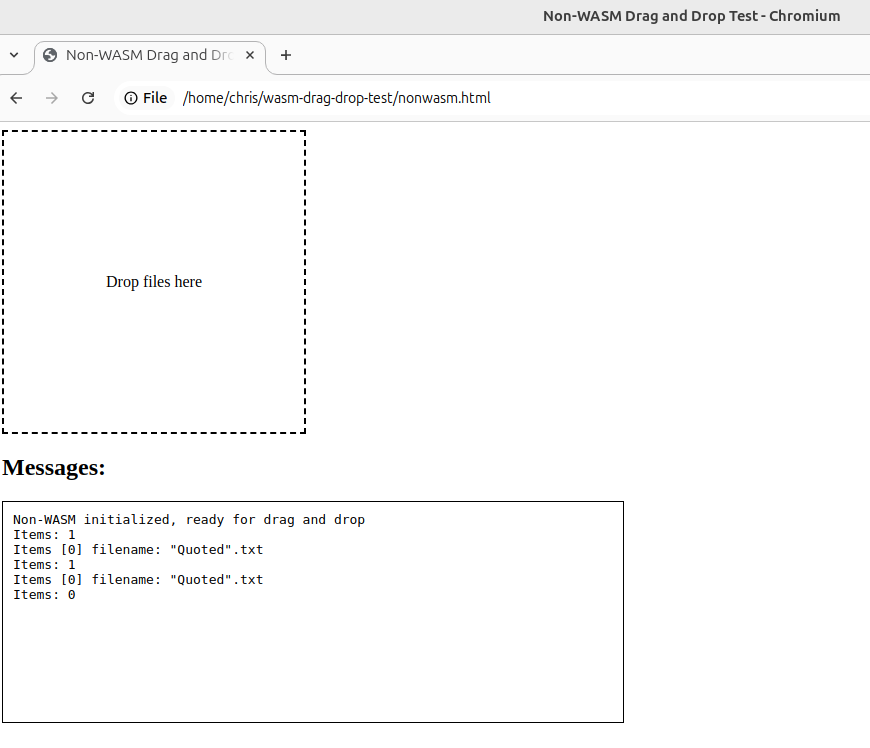 Non-WASM Drag and Drop Test - Chromium
Non-WASM Drag and Dro
File /home/chris/wasm-drag-drop-test/nonwasm.html
Drop files here
Messages:
Non-WASM initialized, ready for drag and drop
Items: 1
Items [0] filename: "Quoted".txt
Items: 1
Items [0] filename: "Quoted".txt
Items: 0